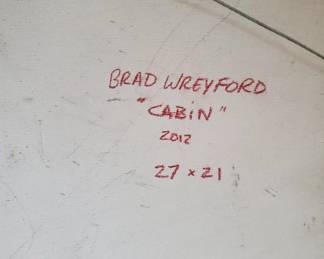 BRAD WREYFORD
"CABIN"
2012
27 x 21